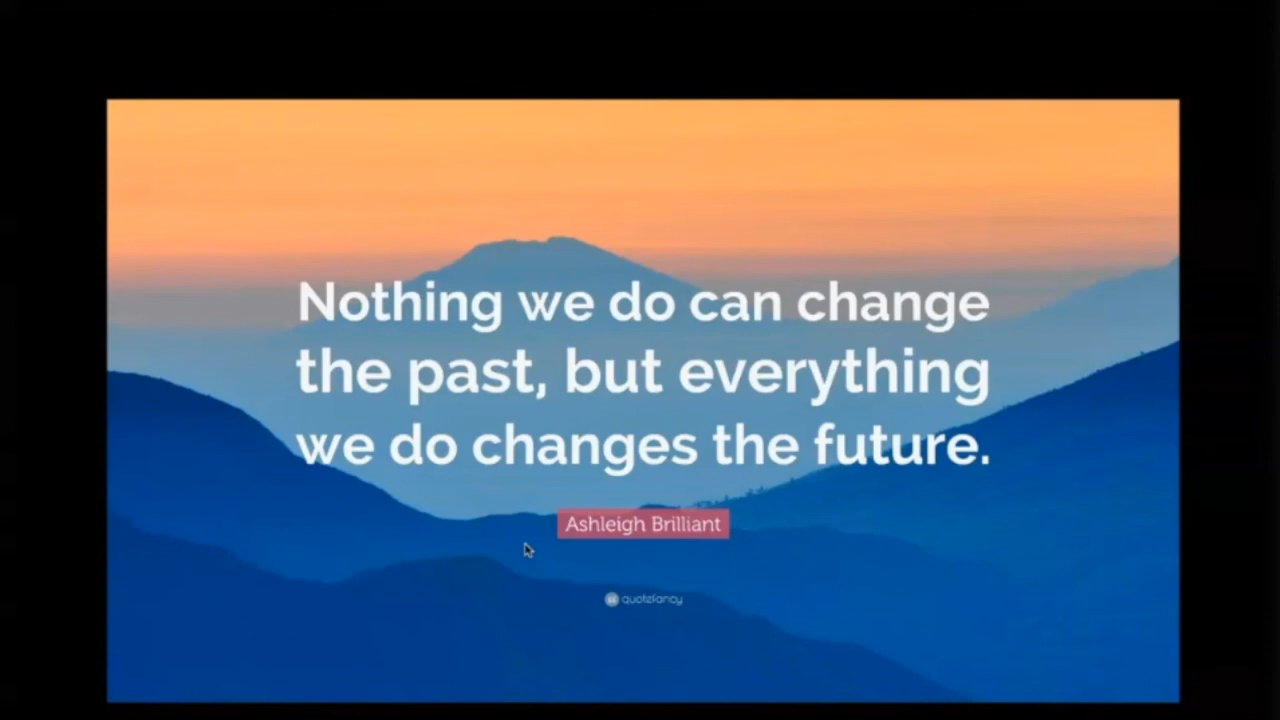 Nothing we do can change
the past, but everything
we do changes the future.
Ashleigh Brilliant
quotefancy